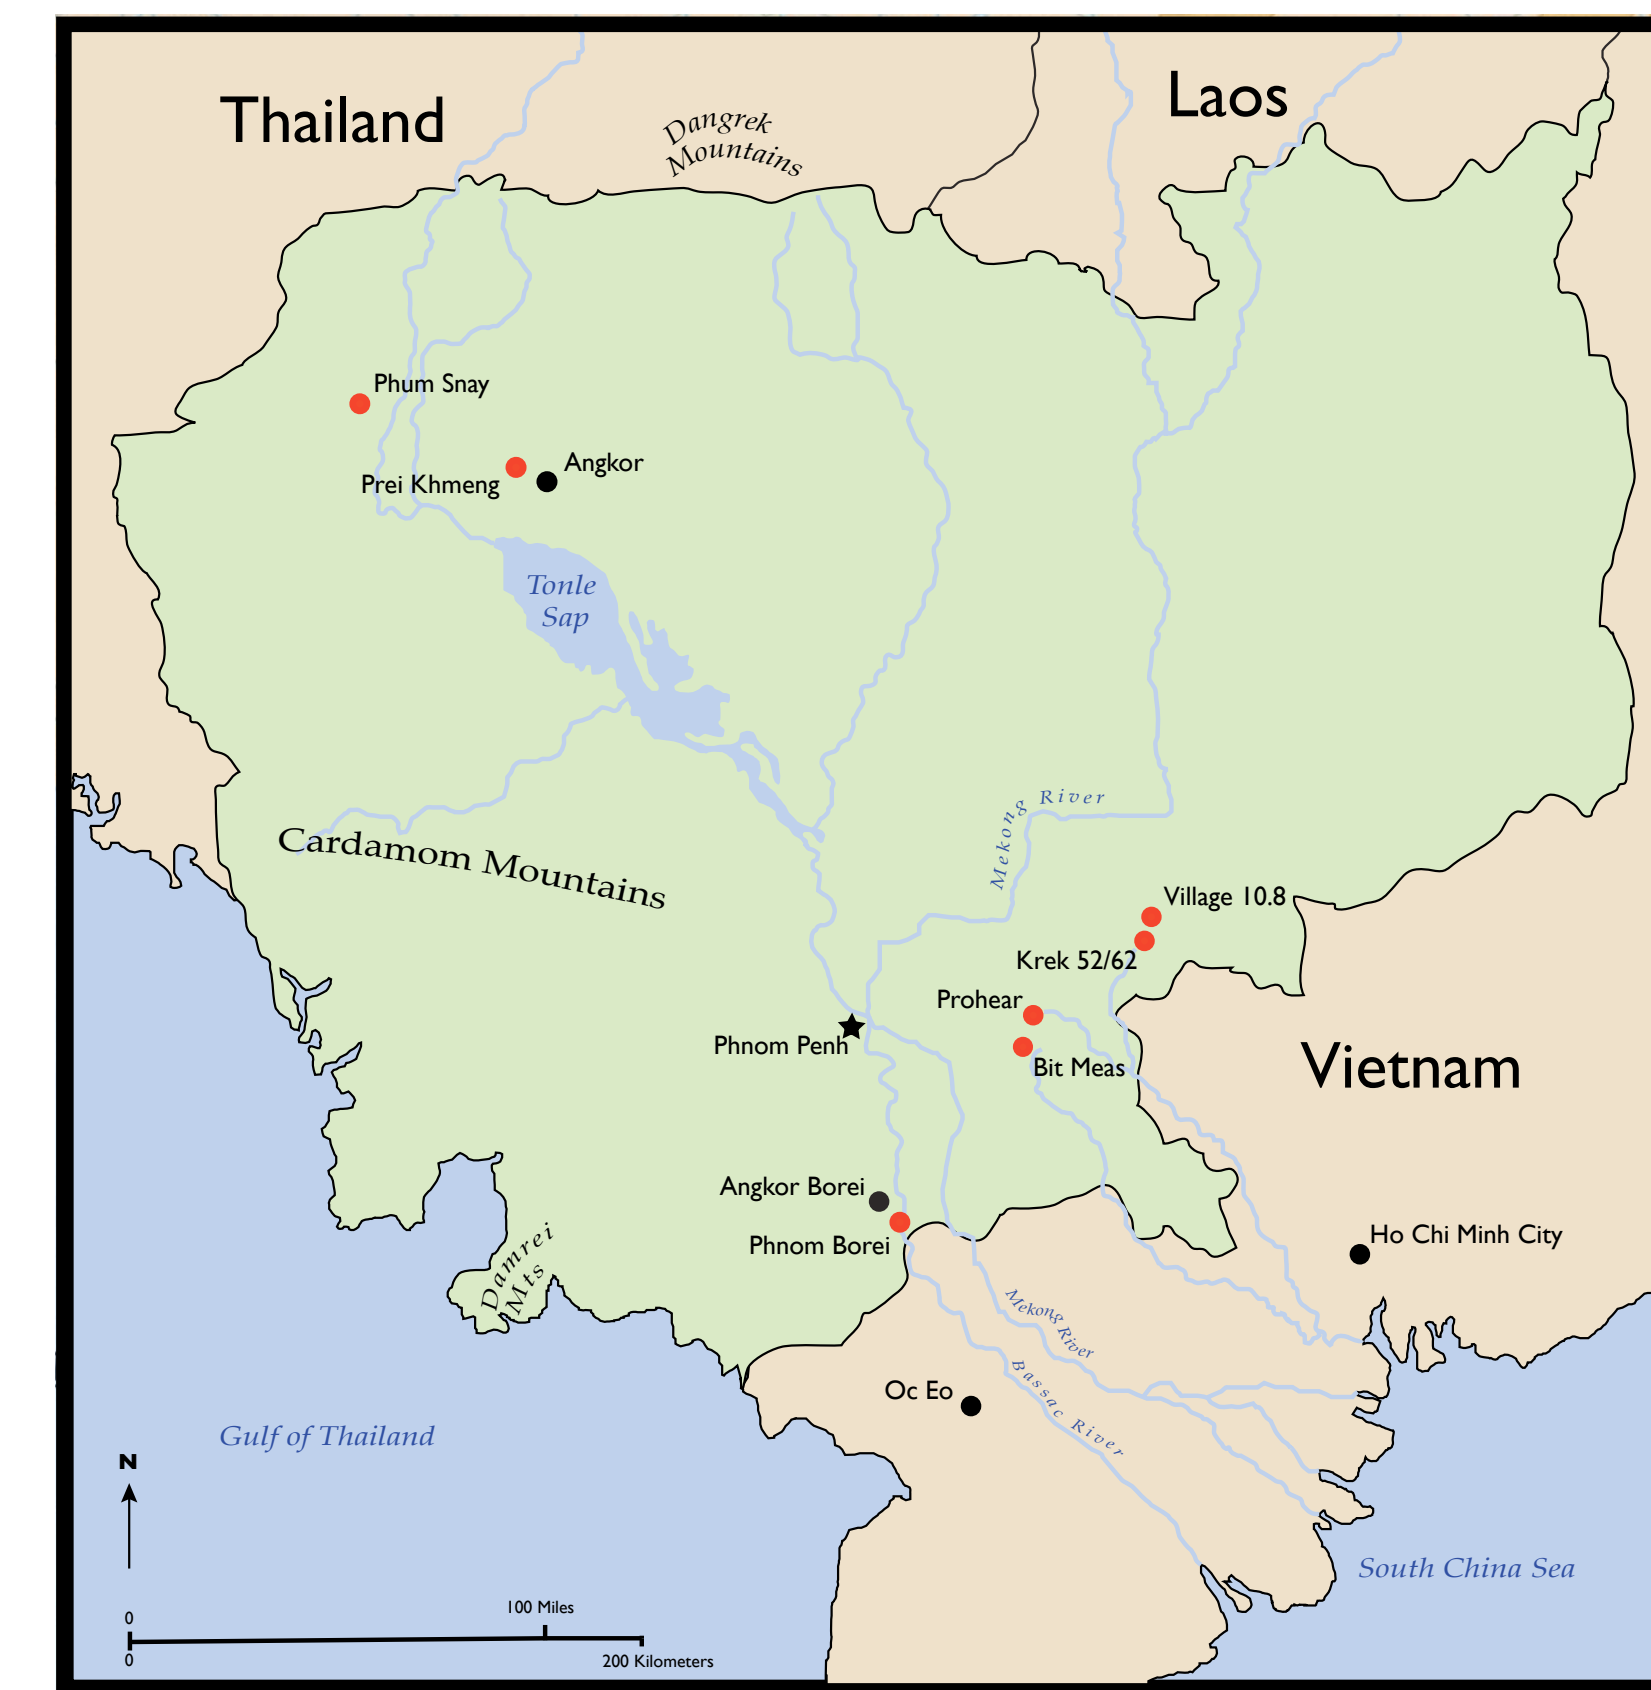 Thailand
Laos
Dangrek
Mountains
Phum Snay
Angkor
Prei Khmeng
Tonle
Sap
Mekong River
Cardamom Mountains
Village 10.8
Krek 52/62
Prohear
Phnom Penh
Bit Meas
Vietnam
Angkor Borei
Phnom Borei
Ho Chi Minh City
Damrei
Mts
Mekong River
Bassac River
Oc Eo
Gulf of Thailand
N
South China Sea
0
100 Miles
0
200 Kilometers